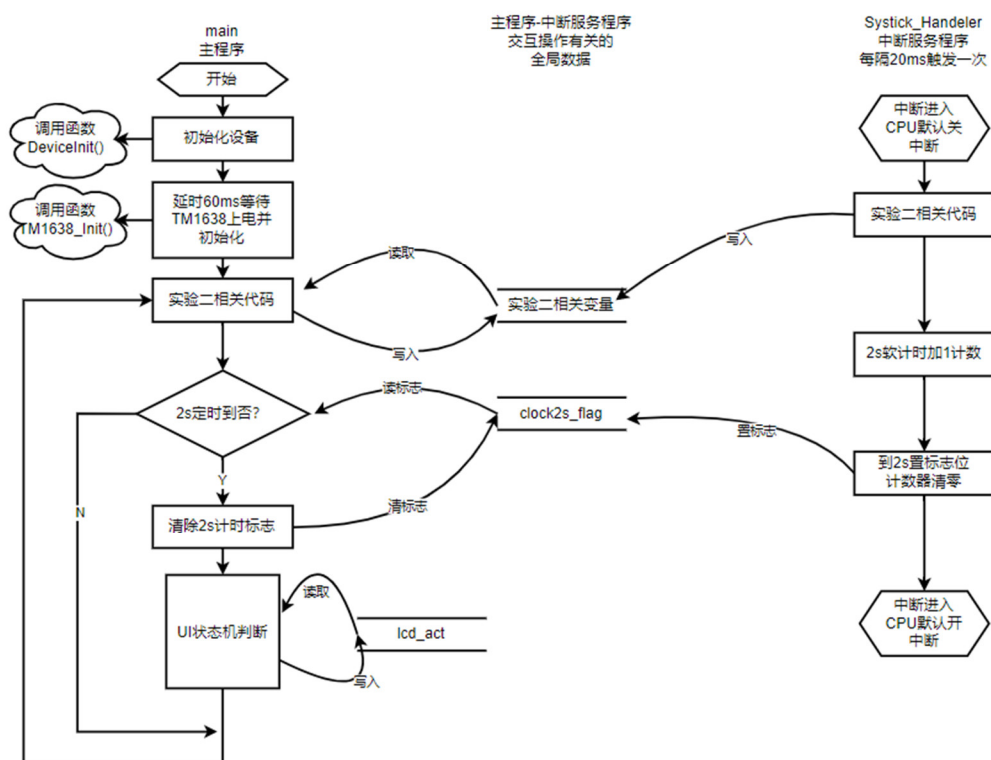 main
主程序
开始
调用函数
DeviceInit()
初始化设备
调用函数
TM1638_Init()
延时60ms等待
TM1638上电并
初始化
实验二相关代码
2s定时到否?
Y
N
清除2s计时标志
UI状态机判断
主程序-中断服务程序
交互操作有关的
全局数据
读取
实验二相关变量
写入
写入
读标志
clock2s_flag
置标志
清标志
读取
lcd_act
写入
Systick_Handeler
中断服务程序
每隔20ms触发一次
中断进入
CPU默认关
中断
实验二相关代码
2s软计时加1计数
到2s置标志位
计数器清零
中断进入
CPU默认开
中断